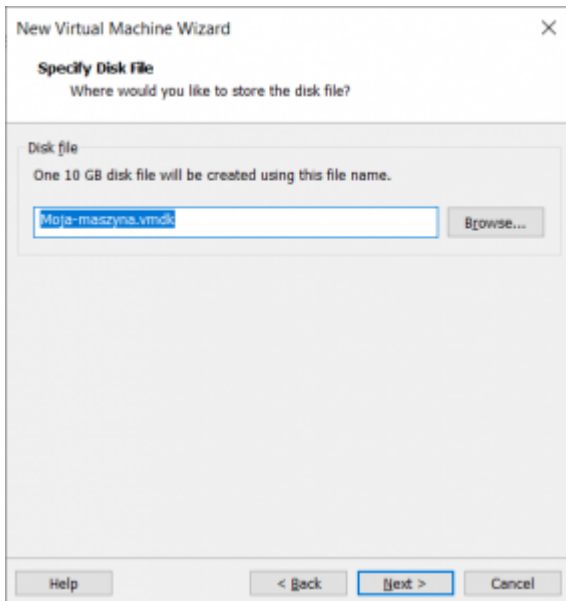 New Virtual Machine Wizard
Specify Disk File
Where would you like to store the disk file?
Disk file
One 10 GB disk file will be created using this file name.
Moja-maszyna.vmdk
Browse...
Help
< Back
Next >
Cancel